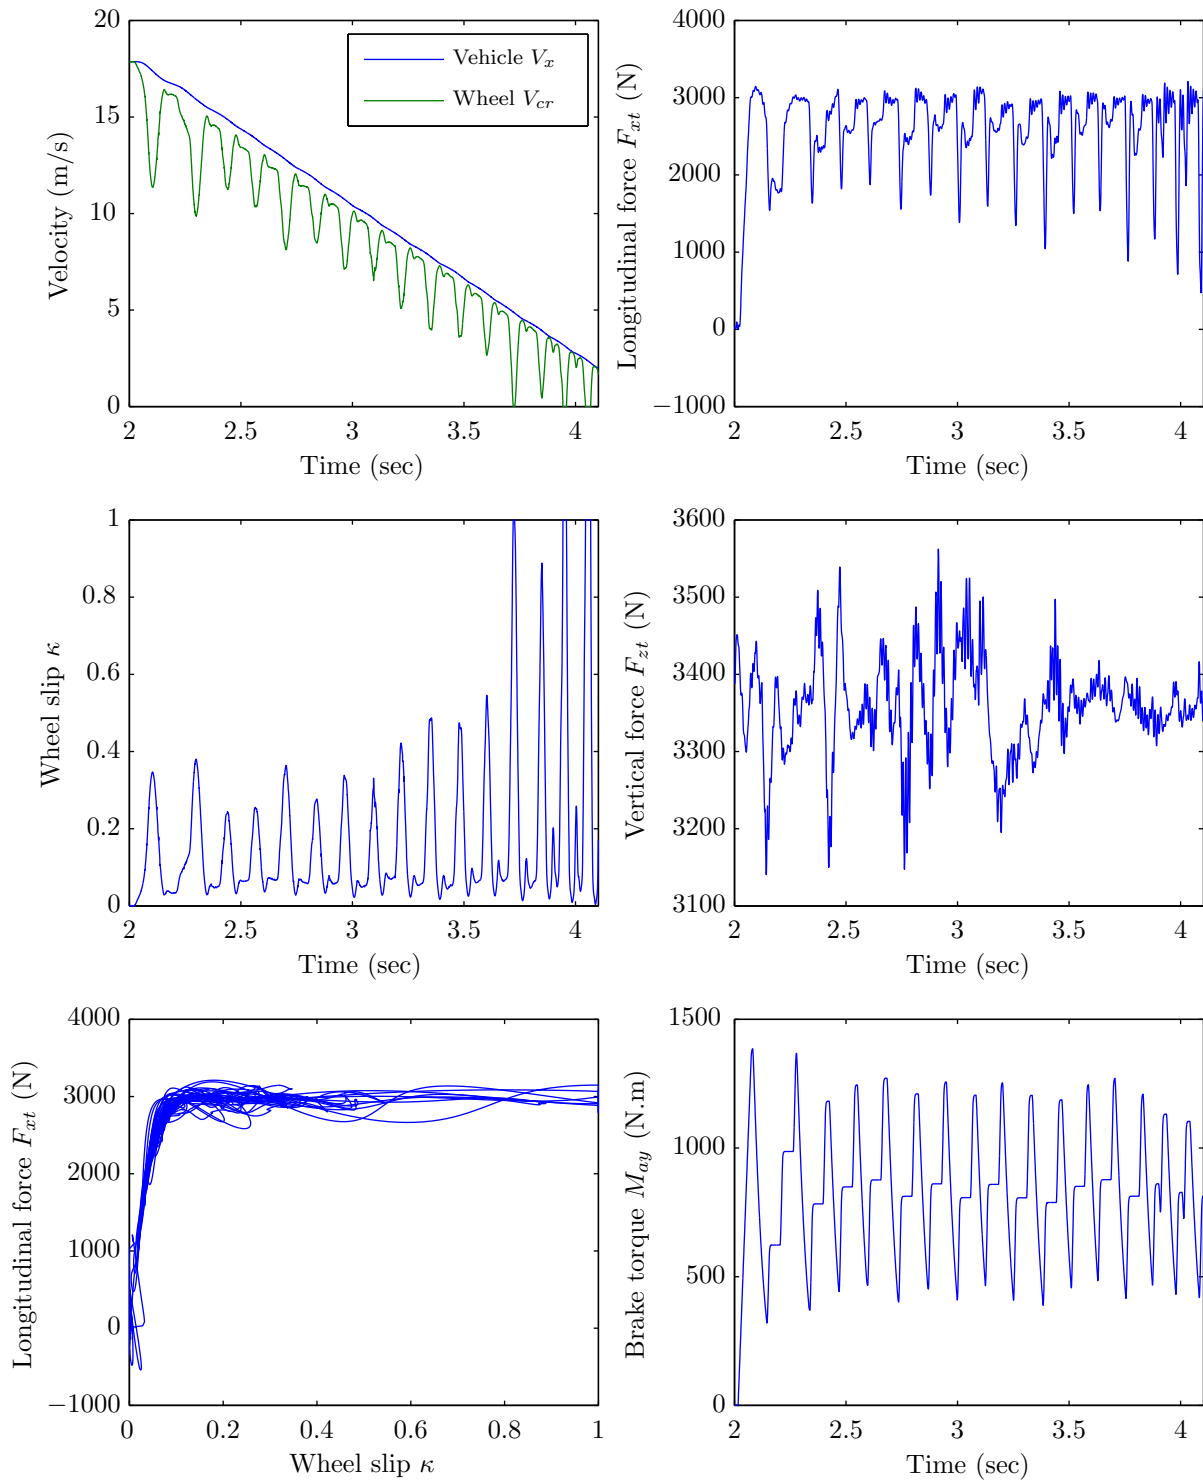 20
15
10
5
0
Velocity (m/s)
Vehicle Vₓ
Wheel V_cr
2 2.5 3 3.5 4
Time (sec)
4000
3000
2000
1000
0
−1000
Longitudinal force F_xt (N)
2 2.5 3 3.5 4
Time (sec)
1
0.8
0.6
0.4
0.2
0
Wheel slip κ
2 2.5 3 3.5 4
Time (sec)
3600
3500
3400
3300
3200
3100
Vertical force F_zt (N)
2 2.5 3 3.5 4
Time (sec)
4000
3000
2000
1000
0
−1000
Longitudinal force F_xt (N)
0 0.2 0.4 0.6 0.8 1
Wheel slip κ
1500
1000
500
0
Brake torque M_ay (N.m)
2 2.5 3 3.5 4
Time (sec)